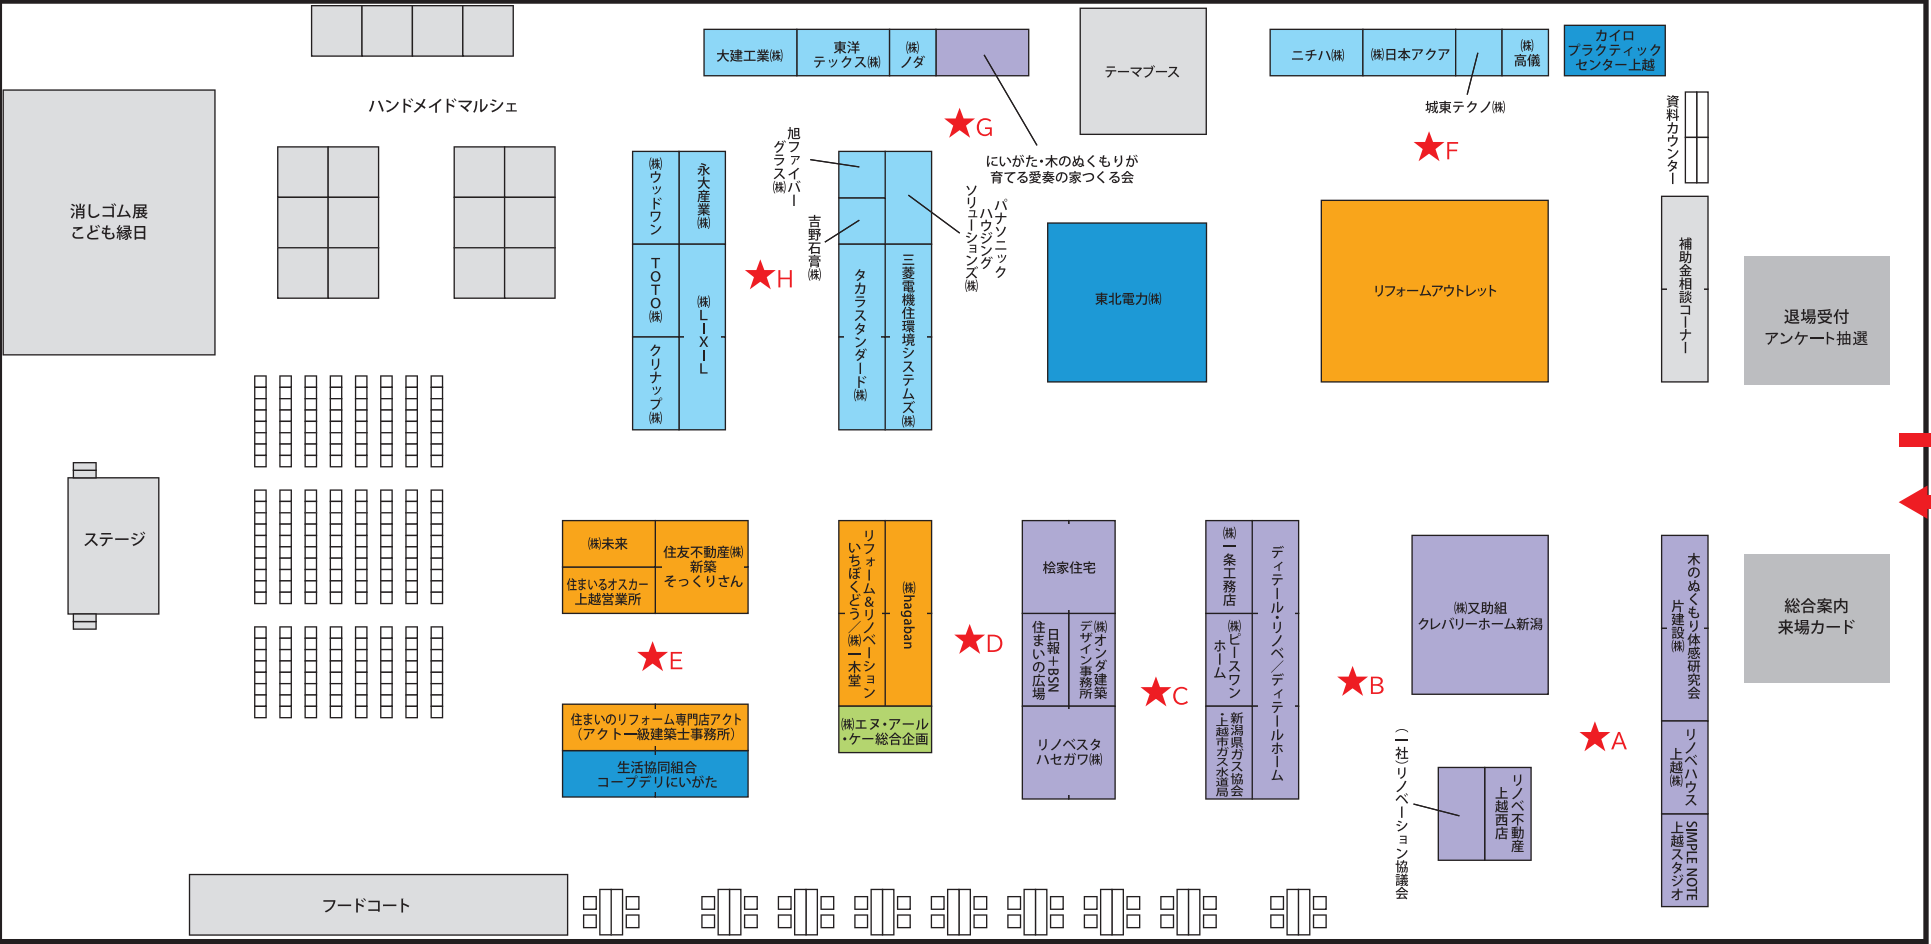 ハンドメイドマルシェ
消しゴム展
こども縁日
ステージ
フードコート
大建工業㈱
東洋
テックス㈱
㈱
ノダ
にいがた・木のぬくもりが
育てる愛奏の家つくる会
テーマブース
ニチハ㈱
㈱日本アクア
城東テクノ㈱
㈱
高儀
カイロ
プラクティック
センター上越
資料カウンター
★G
★F
㈱ウッドワン
永大産業㈱
TOTO㈱
㈱LIXIL
クリナップ㈱
★H
旭ファイバー
グラス㈱
吉野石膏㈱
パナソニック
ハウジング
ソリューションズ㈱
タカラスタンダード㈱
三菱電機住環境システムズ㈱
東北電力㈱
リフォームアウトレット
補助金相談コーナー
退場受付
アンケート抽選
㈱未来
住友不動産㈱
新築
そっくりさん
住まいるオスカー
上越営業所
★E
住まいのリフォーム専門店アクト
（アクト一級建築士事務所）
生活協同組合
コープデリにいがた
リフォーム&リノベーション
いちぼくどう／㈱一木堂
㈱hagaban
㈱エヌ・アール
・ケー総合企画
★D
桧家住宅
日報+BSN
住まいの広場
㈱オンダ建築
デザイン事務所
リノベスタ
ハセガワ㈱
★C
㈱一条工務店
㈱ピースワン
ホーム
新潟県ガス協会
・上越市ガス水道局
ディテール・リノベ／ディテールホーム
★B
㈱又助組
クレバリーホーム新潟
（一社）リノベーション協議会
リノベ不動産
上越西店
★A
木のぬくもり体感研究会
片建設㈱
リノベハウス
上越㈱
SIMPLE NOTE
上越スタジオ
総合案内
来場カード